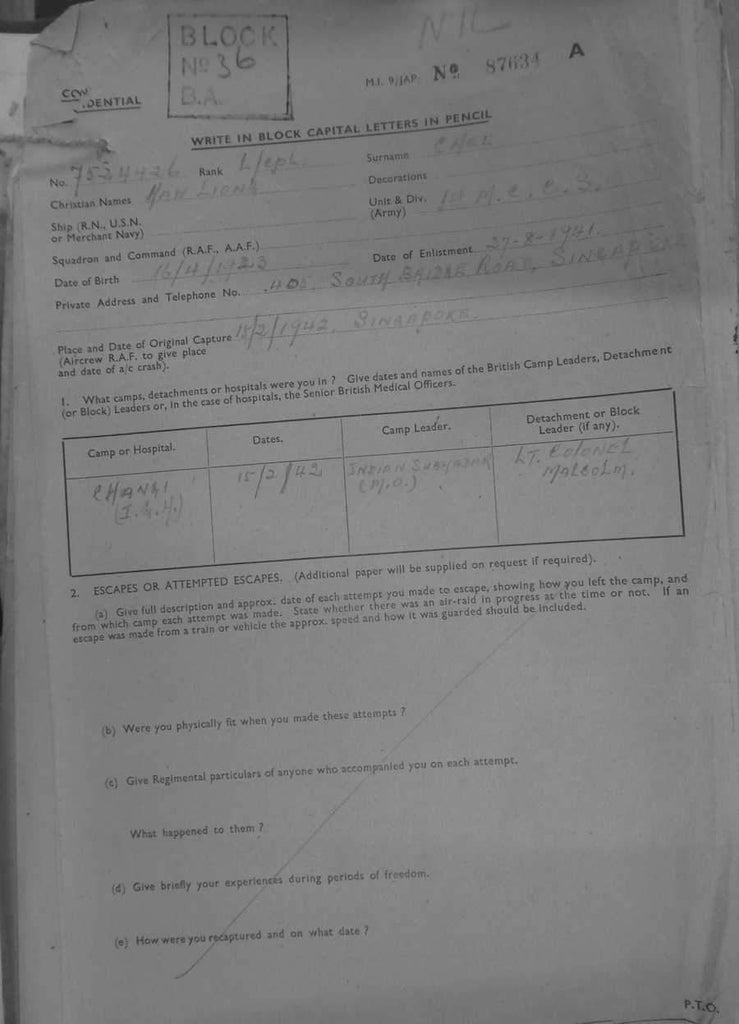 NIL
BLOCK
Nº 36
B.A.
M.I. 9/JAP. Nº 87634 A
CON
DENTIAL
WRITE IN BLOCK CAPITAL LETTERS IN PENCIL
No. 7524426 Rank L/CPL. Surname
Christian Names HAN LIONG Decorations
Ship (R.N., U.S.N.
or Merchant Navy)
Unit & Div.
(Army)
Squadron and Command (R.A.F., A.A.F.)
Date of Birth 16/4/1923 Date of Enlistment 27-8-1941.
Private Address and Telephone No. 405, SOUTH BRIDGE ROAD, SINGAPORE
Place and Date of Original Capture 15/2/1942, SINGAPORE.
(Aircrew R.A.F. to give place
and date of a/c crash).
1. What camps, detachments or hospitals were you in ? Give dates and names of the British Camp Leaders, Detachment
(or Block) Leaders or, in the case of hospitals, the Senior British Medical Officers.
Camp or Hospital. Dates. Camp Leader. Detachment or Block
Leader (if any).
CHANGI 15/2/42 INDIAN LT. COLONEL
(M.O.) MALCOLM.
2. ESCAPES OR ATTEMPTED ESCAPES. (Additional paper will be supplied on request if required).
(a) Give full description and approx. date of each attempt you made to escape, showing how you left the camp, and
from which camp each attempt was made. State whether there was an air-raid in progress at the time or not. If an
escape was made from a train or vehicle the approx. speed and how it was guarded should be included.
(b) Were you physically fit when you made these attempts ?
(c) Give Regimental particulars of anyone who accompanied you on each attempt.
What happened to them ?
(d) Give briefly your experiences during periods of freedom.
(e) How were you recaptured and on what date ?
P.T.O.